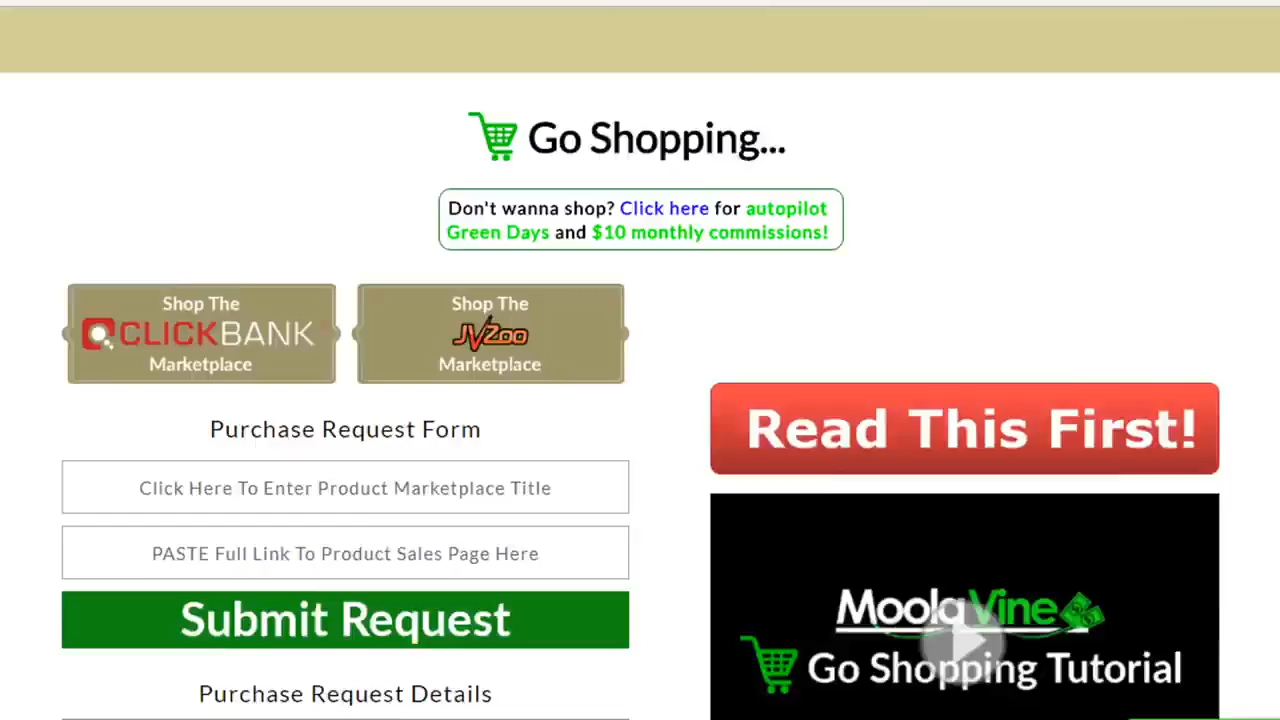 Go Shopping...
Don't wanna shop? Click here for autopilot
Green Days and $10 monthly commissions!
Shop The
CLICKBANK
Marketplace
Shop The
JVZoo
Marketplace
Purchase Request Form
Click Here To Enter Product Marketplace Title
PASTE Full Link To Product Sales Page Here
Submit Request
Purchase Request Details
Read This First!
MoolaVine
Go Shopping Tutorial